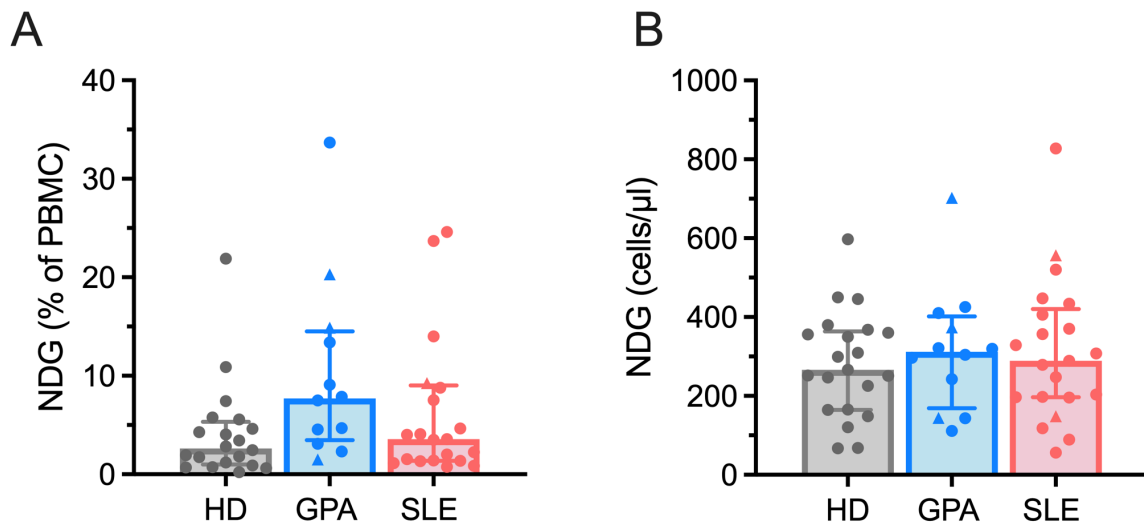 A
NDG (% of PBMC)
40
30
20
10
0
HD GPA SLE
B
NDG (cells/µl)
1000
800
600
400
200
0
HD GPA SLE